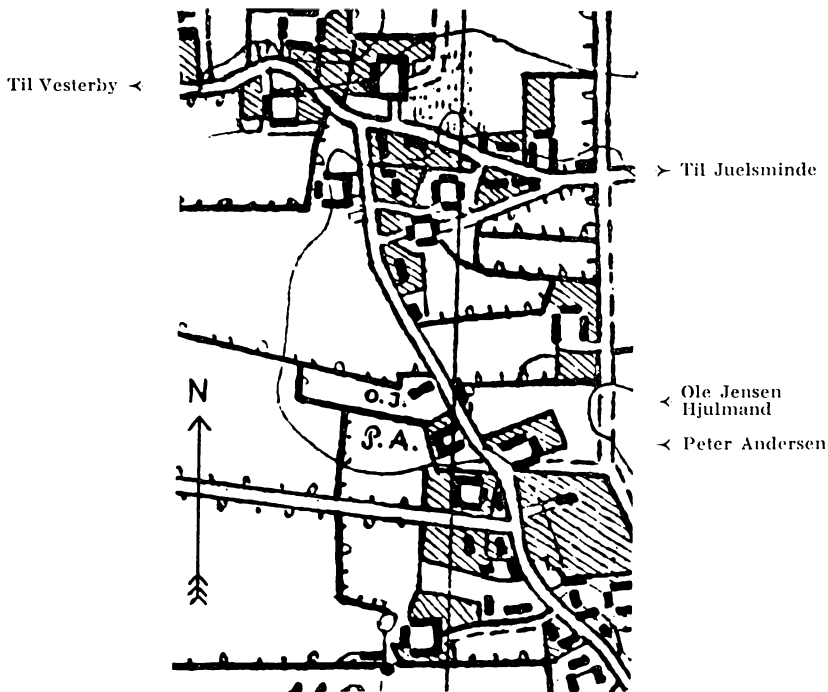 Til Vesterby
Til Juelsminde
N
O.J.
Ole Jensen
Hjulmand
P.A.
Peter Andersen